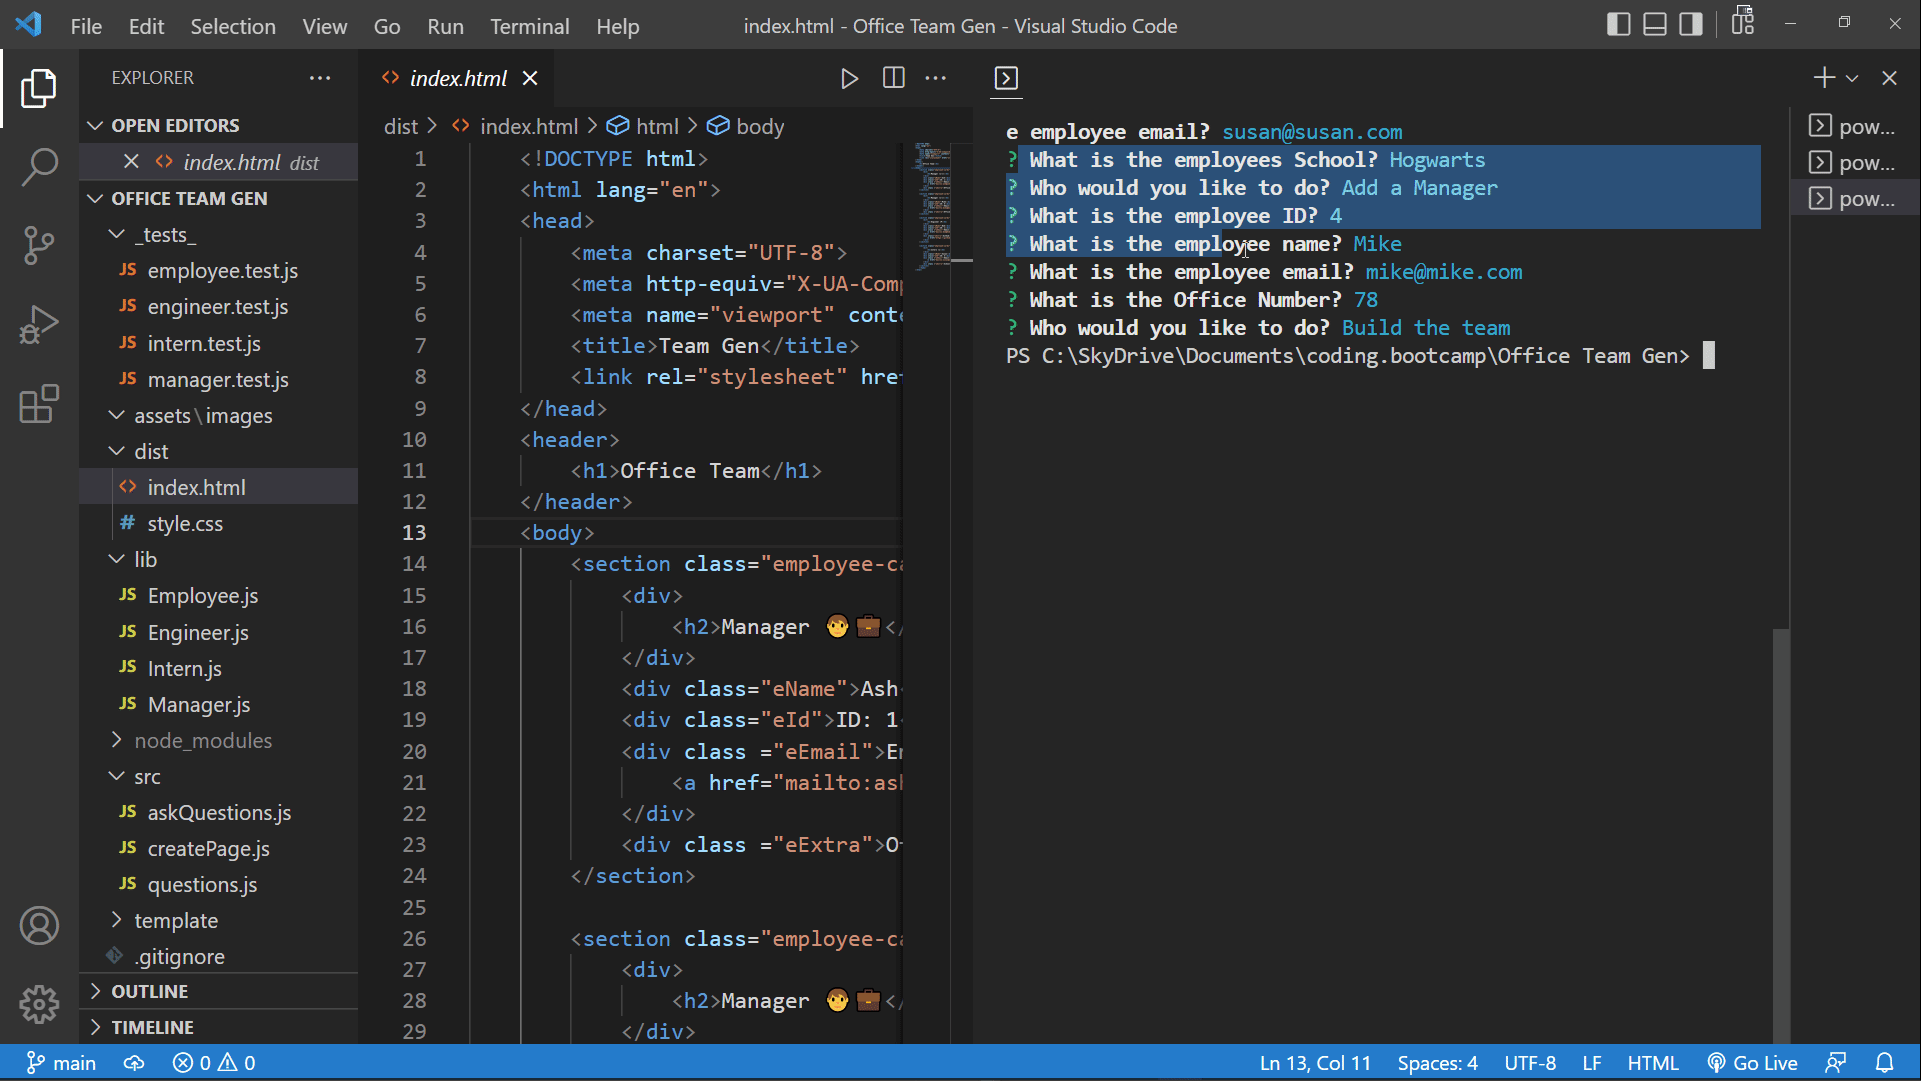 File Edit Selection View Go Run Terminal Help
index.html - Office Team Gen - Visual Studio Code
EXPLORER
OPEN EDITORS
index.html dist
OFFICE TEAM GEN
_tests_
JS employee.test.js
JS engineer.test.js
JS intern.test.js
JS manager.test.js
assets\images
dist
<> index.html
# style.css
lib
JS Employee.js
JS Engineer.js
JS Intern.js
JS Manager.js
node_modules
src
JS askQuestions.js
JS createPage.js
JS questions.js
template
.gitignore
OUTLINE
TIMELINE
<> index.html
dist > <> index.html > html > body
1 <!DOCTYPE html>
2 <html lang="en">
3 <head>
4 <meta charset="UTF-8">
5 <meta http-equiv="X-UA-Comp
6 <meta name="viewport" conte
7 <title>Team Gen</title>
8 <link rel="stylesheet" href
9 </head>
10 <header>
11 <h1>Office Team</h1>
12 </header>
13 <body>
14 <section class="employee-ca
15 <div>
16 <h2>Manager 🧑💼</
17 </div>
18 <div class="eName">Ash
19 <div class="eId">ID: 1
20 <div class ="eEmail">Em
21 <a href="mailto:ash
22 </div>
23 <div class ="eExtra">Of
24 </section>
25
26 <section class="employee-ca
27 <div>
28 <h2>Manager 🧑💼</
29 </div>
e employee email? susan@susan.com
? What is the employees School? Hogwarts
? Who would you like to do? Add a Manager
? What is the employee ID? 4
? What is the employee name? Mike
? What is the employee email? mike@mike.com
? What is the Office Number? 78
? Who would you like to do? Build the team
PS C:\SkyDrive\Documents\coding.bootcamp\Office Team Gen>
pow...
pow...
pow...
main 0 0 Ln 13, Col 11 Spaces: 4 UTF-8 LF HTML Go Live